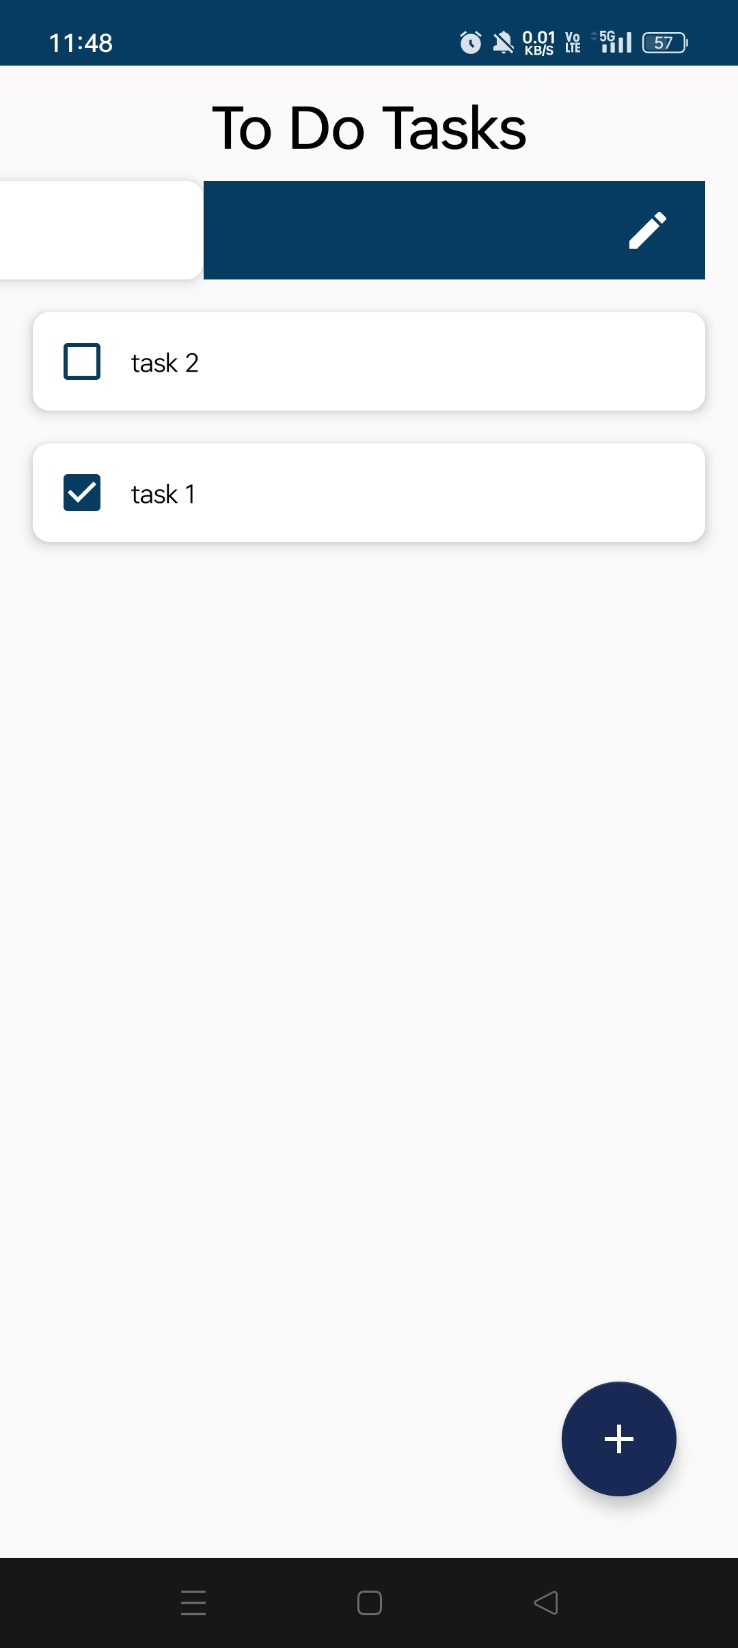 11:48
0.01
KB/S
Vo
LTE
5G
57
To Do Tasks
task 2
task 1